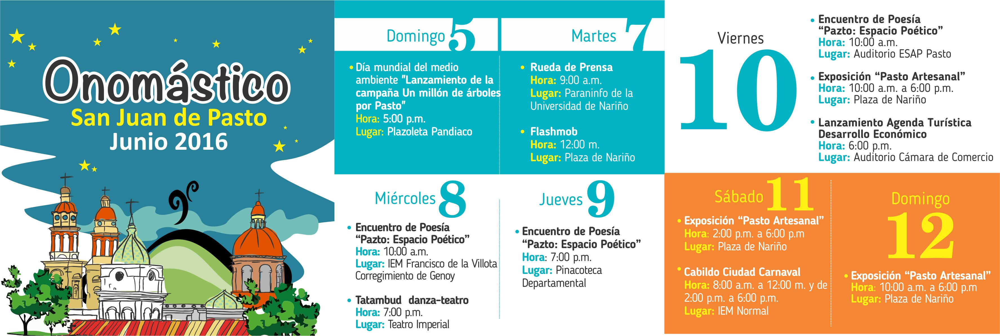 Onomástico
San Juan de Pasto
Junio 2016
Domingo 5
• Día mundial del medio
ambiente "Lanzamiento de la
campaña Un millón de árboles
por Pasto"
Hora: 5:00 p.m.
Lugar: Plazoleta Pandiaco
Martes 7
• Rueda de Prensa
Hora: 9:00 a.m.
Lugar: Paraninfo de la
Universidad de Nariño
• Flashmob
Hora: 12:00 m.
Lugar: Plaza de Nariño
Miércoles 8
• Encuentro de Poesía
“Pazto: Espacio Poético”
Hora: 10:00 a.m.
Lugar: IEM Francisco de la Villota
Corregimiento de Genoy
• Tatambud danza-teatro
Hora: 7:00 p.m.
Lugar: Teatro Imperial
Jueves 9
• Encuentro de Poesía
“Pazto: Espacio Poético”
Hora: 7:00 p.m.
Lugar: Pinacoteca
Departamental
Viernes
10
• Encuentro de Poesía
“Pazto: Espacio Poético”
Hora: 10:00 a.m.
Lugar: Auditorio ESAP Pasto
• Exposición “Pasto Artesanal”
Hora: 10:00 a.m. a 6:00 p.m.
Lugar: Plaza de Nariño
• Lanzamiento Agenda Turística
Desarrollo Económico
Hora: 6:00 p.m.
Lugar: Auditorio Cámara de Comercio
Sábado 11
• Exposición “Pasto Artesanal”
Hora: 2:00 p.m. a 6:00 p.m
Lugar: Plaza de Nariño
• Cabildo Ciudad Carnaval
Hora: 8:00 a.m. a 12:00 m. y de
2:00 p.m. a 6:00 p.m.
Lugar: IEM Normal
Domingo
12
• Exposición “Pasto Artesanal”
Hora: 10:00 a.m. a 6:00 p.m
Lugar: Plaza de Nariño